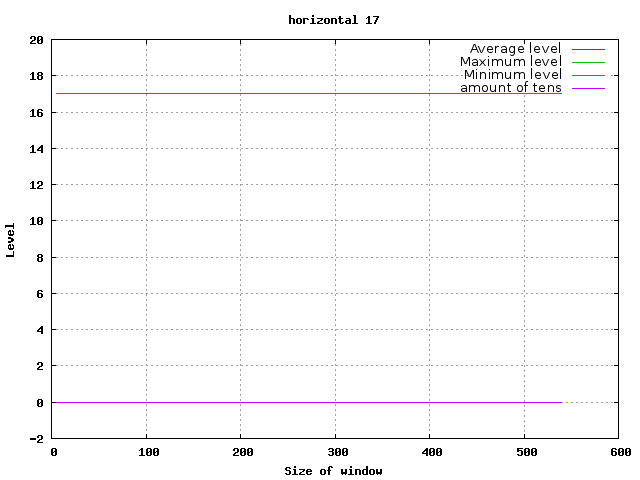 horizontal 17
Average level
Maximum level
Minimum level
amount of tens
20
18
16
14
12
10
8
6
4
2
0
-2
Level
0 100 200 300 400 500 600
Size of window